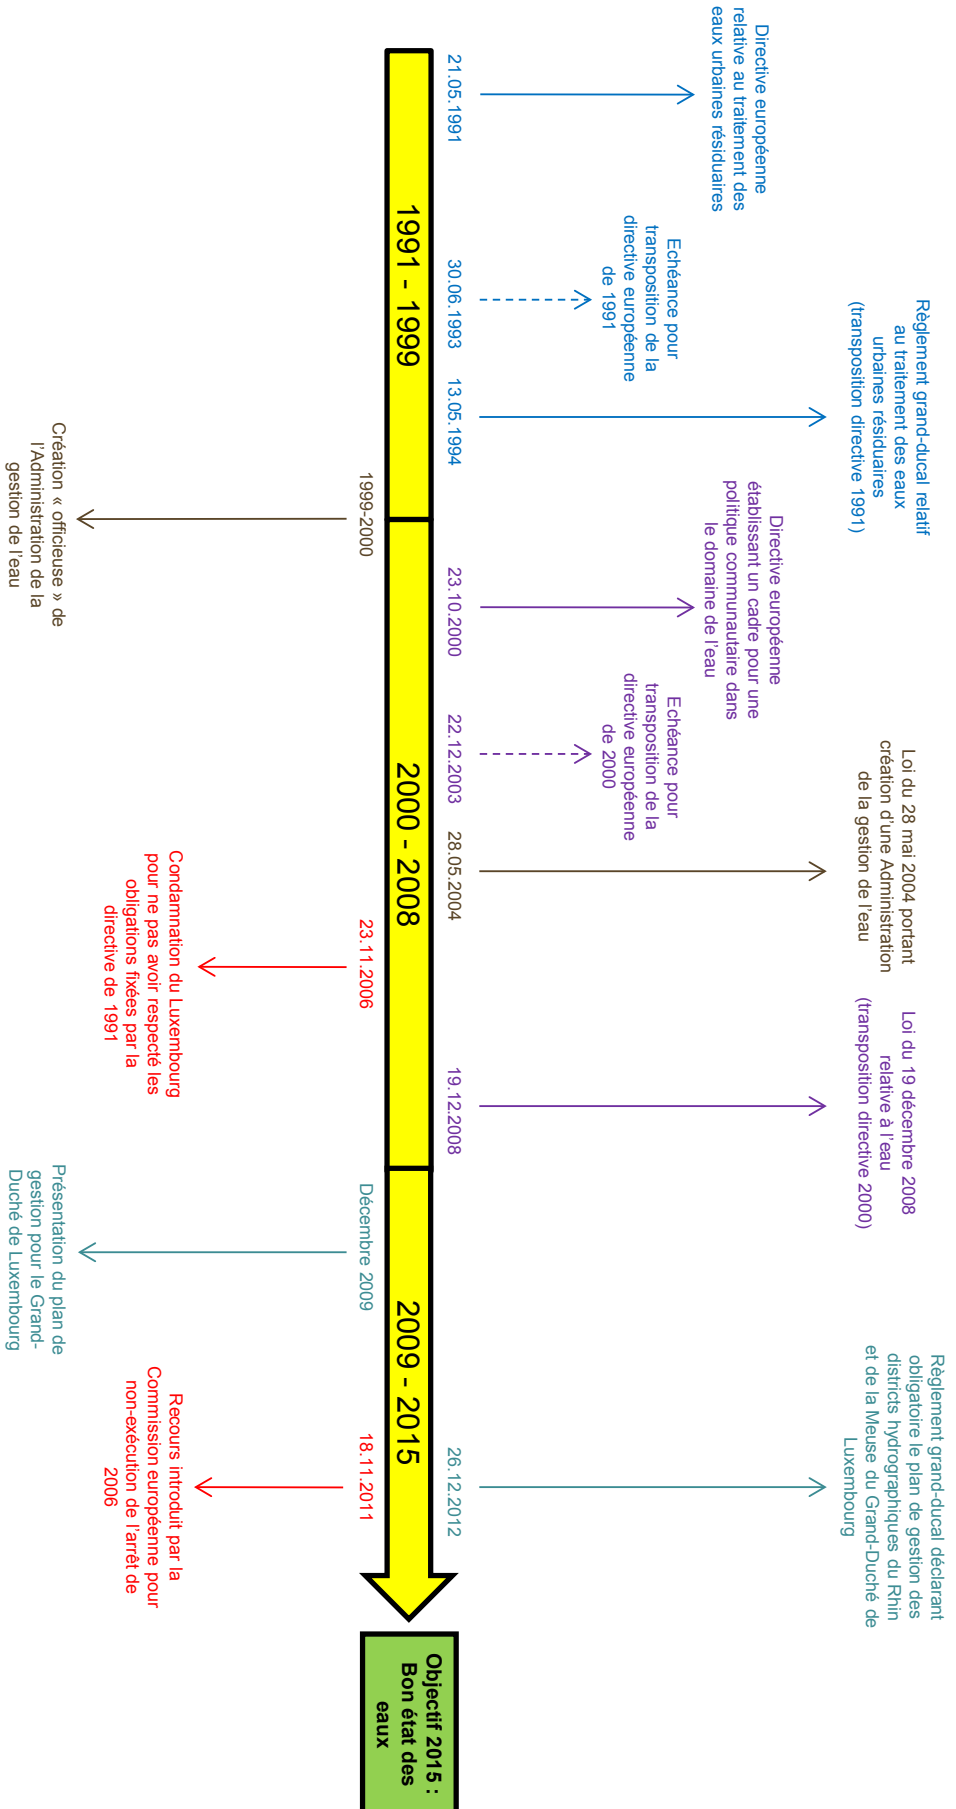 Directive européenne
relative au traitement des
eaux urbaines résiduaires
Echéance pour
transposition de la
directive européenne
de 1991
Règlement grand-ducal relatif
au traitement des eaux
urbaines résiduaires
(transposition directive 1991)
Directive européenne
établissant un cadre pour une
politique communautaire dans
le domaine de l'eau
Echéance pour
transposition de la
directive européenne
de 2000
Loi du 28 mai 2004 portant
création d'une Administration
de la gestion de l'eau
Loi du 19 décembre 2008
relative à l'eau
(transposition directive 2000)
Règlement grand-ducal déclarant
obligatoire le plan de gestion des
districts hydrographiques du Rhin
et de la Meuse du Grand-Duché de
Luxembourg
21.05.1991
30.06.1993
13.05.1994
23.10.2000
22.12.2003
28.05.2004
19.12.2008
26.12.2012
1991 - 1999
2000 - 2008
2009 - 2015
Objectif 2015 :
Bon état des
eaux
1999-2000
23.11.2006
Décembre 2009
18.11.2011
Création « officieuse » de
l'Administration de la
gestion de l'eau
Condamnation du Luxembourg
pour ne pas avoir respecté les
obligations fixées par la
directive de 1991
Présentation du plan de
gestion pour le Grand-
Duché de Luxembourg
Recours introduit par la
Commission européenne pour
non-exécution de l'arrêt de
2006